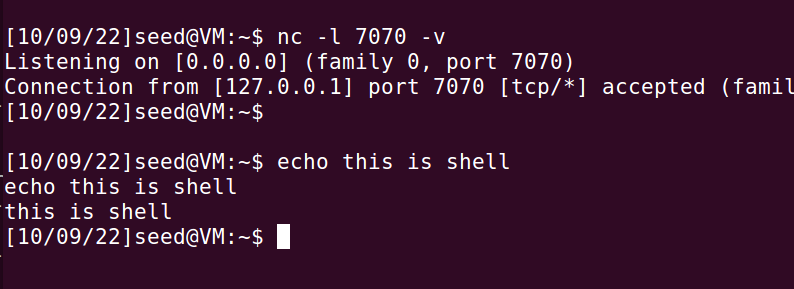 [10/09/22]seed@VM:~$ nc -l 7070 -v
Listening on [0.0.0.0] (family 0, port 7070)
Connection from [127.0.0.1] port 7070 [tcp/*] accepted (famil
[10/09/22]seed@VM:~$
[10/09/22]seed@VM:~$ echo this is shell
echo this is shell
this is shell
[10/09/22]seed@VM:~$